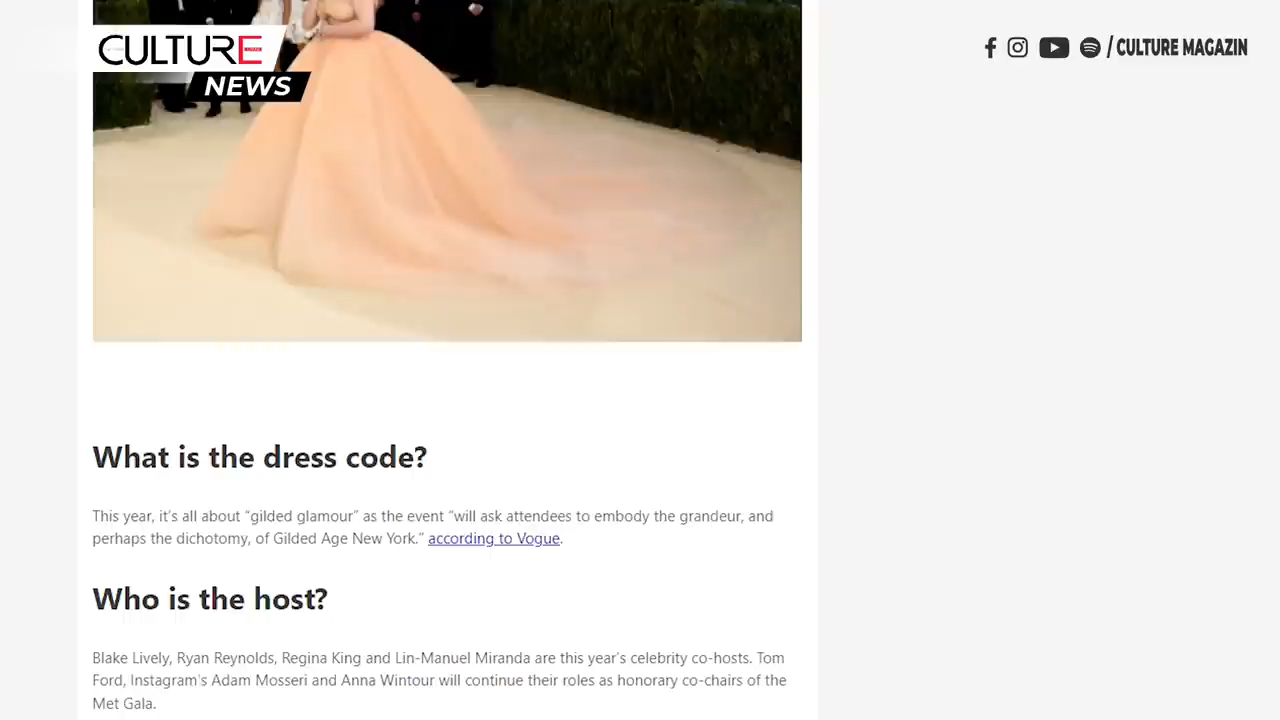 CULTURE
NEWS
/ CULTURE MAGAZIN
What is the dress code?
This year, it’s all about “gilded glamour” as the event “will ask attendees to embody the grandeur, and
perhaps the dichotomy, of Gilded Age New York.” according to Vogue.
Who is the host?
Blake Lively, Ryan Reynolds, Regina King and Lin-Manuel Miranda are this year’s celebrity co-hosts. Tom
Ford, Instagram’s Adam Mosseri and Anna Wintour will continue their roles as honorary co-chairs of the
Met Gala.